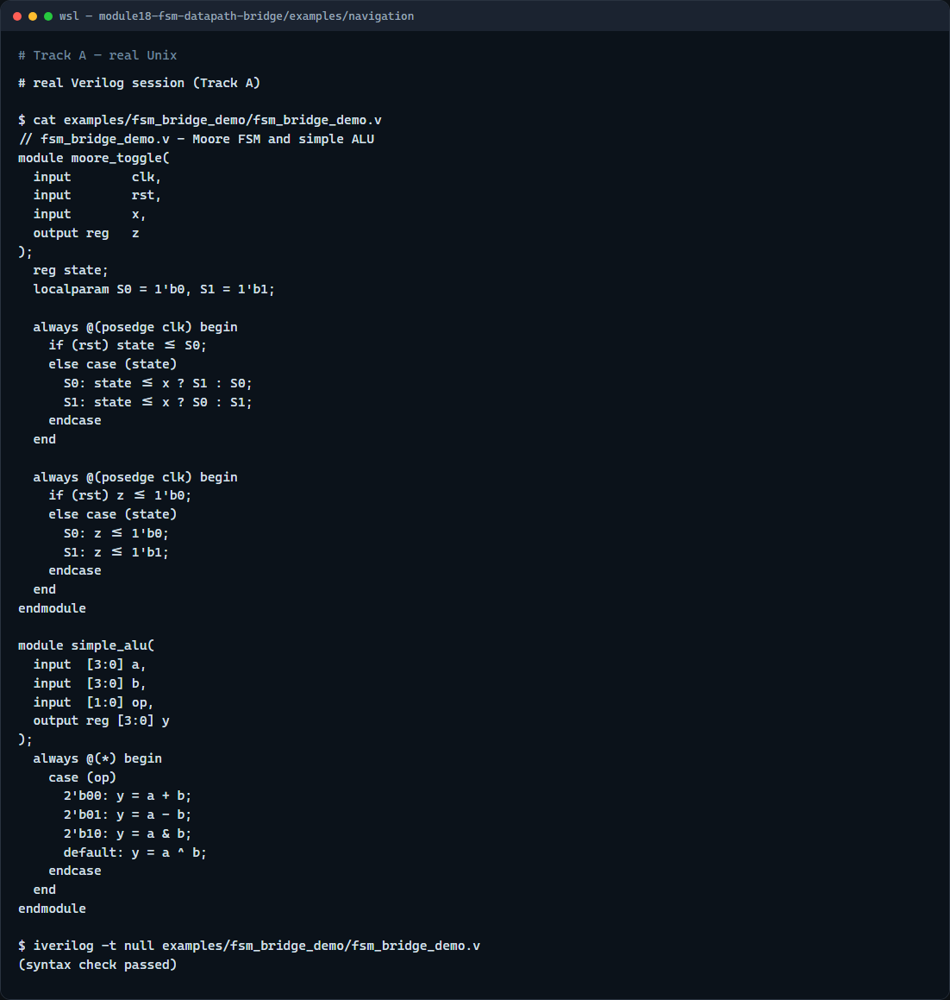 wsl — module18-fsm-datapath-bridge/examples/navigation
# Track A — real Unix
# real Verilog session (Track A)
$ cat examples/fsm_bridge_demo/fsm_bridge_demo.v
// fsm_bridge_demo.v - Moore FSM and simple ALU
module moore_toggle(
  input        clk,
  input        rst,
  input        x,
  output reg   z
);
  reg state;
  localparam S0 = 1'b0, S1 = 1'b1;
  always @(posedge clk) begin
    if (rst) state <= S0;
    else case (state)
      S0: state <= x ? S1 : S0;
      S1: state <= x ? S0 : S1;
    endcase
  end
  always @(posedge clk) begin
    if (rst) z <= 1'b0;
    else case (state)
      S0: z <= 1'b0;
      S1: z <= 1'b1;
    endcase
  end
endmodule
module simple_alu(
  input  [3:0] a,
  input  [3:0] b,
  input  [1:0] op,
  output reg [3:0] y
);
  always @(*) begin
    case (op)
      2'b00: y = a + b;
      2'b01: y = a - b;
      2'b10: y = a & b;
      default: y = a ^ b;
    endcase
  end
endmodule
$ iverilog -t null examples/fsm_bridge_demo/fsm_bridge_demo.v
(syntax check passed)